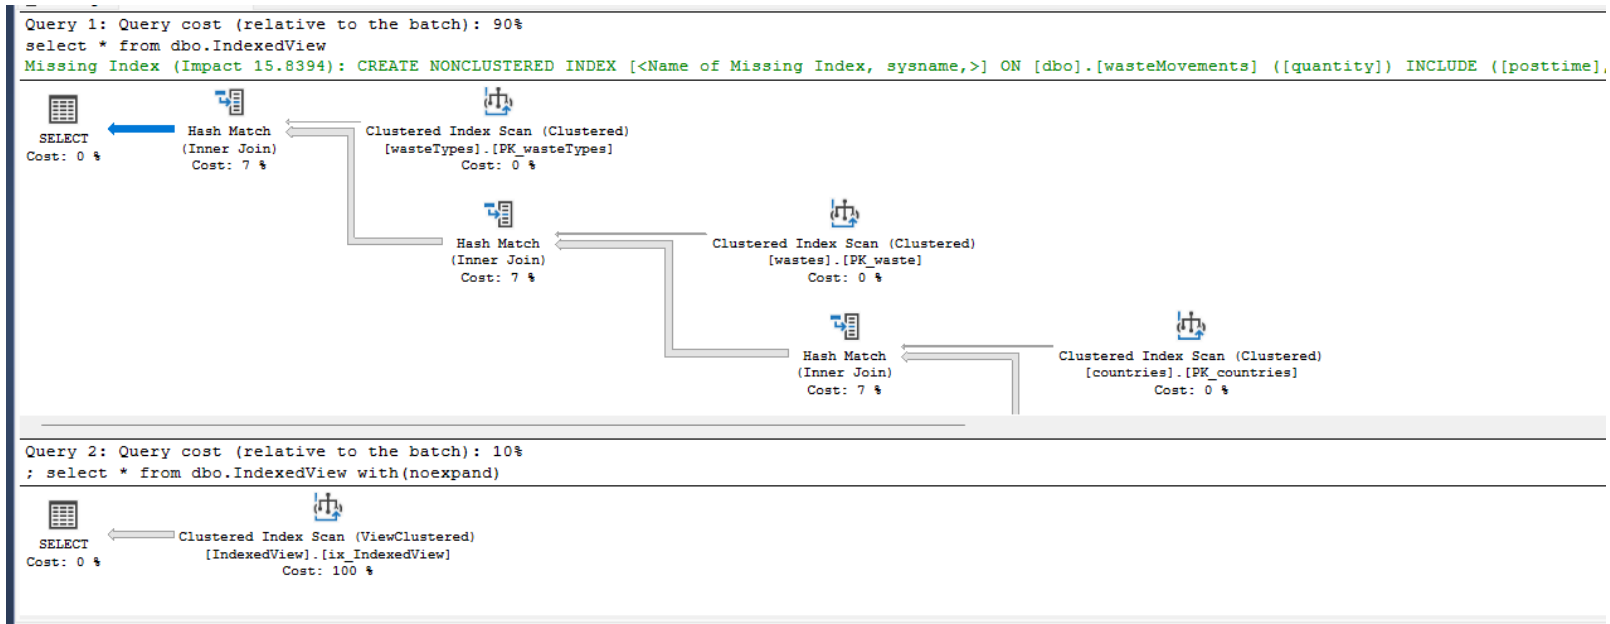 Query 1: Query cost (relative to the batch): 90%
select * from dbo.IndexedView
Missing Index (Impact 15.8394): CREATE NONCLUSTERED INDEX [<Name of Missing Index, sysname,>] ON [dbo].[wasteMovements] ([quantity]) INCLUDE ([posttime],
SELECT
Cost: 0 %
Hash Match
(Inner Join)
Cost: 7 %
Clustered Index Scan (Clustered)
[wasteTypes].[PK_wasteTypes]
Cost: 0 %
Hash Match
(Inner Join)
Cost: 7 %
Clustered Index Scan (Clustered)
[wastes].[PK_waste]
Cost: 0 %
Hash Match
(Inner Join)
Cost: 7 %
Clustered Index Scan (Clustered)
[countries].[PK_countries]
Cost: 0 %
Query 2: Query cost (relative to the batch): 10%
; select * from dbo.IndexedView with(noexpand)
SELECT
Cost: 0 %
Clustered Index Scan (ViewClustered)
[IndexedView].[ix_IndexedView]
Cost: 100 %